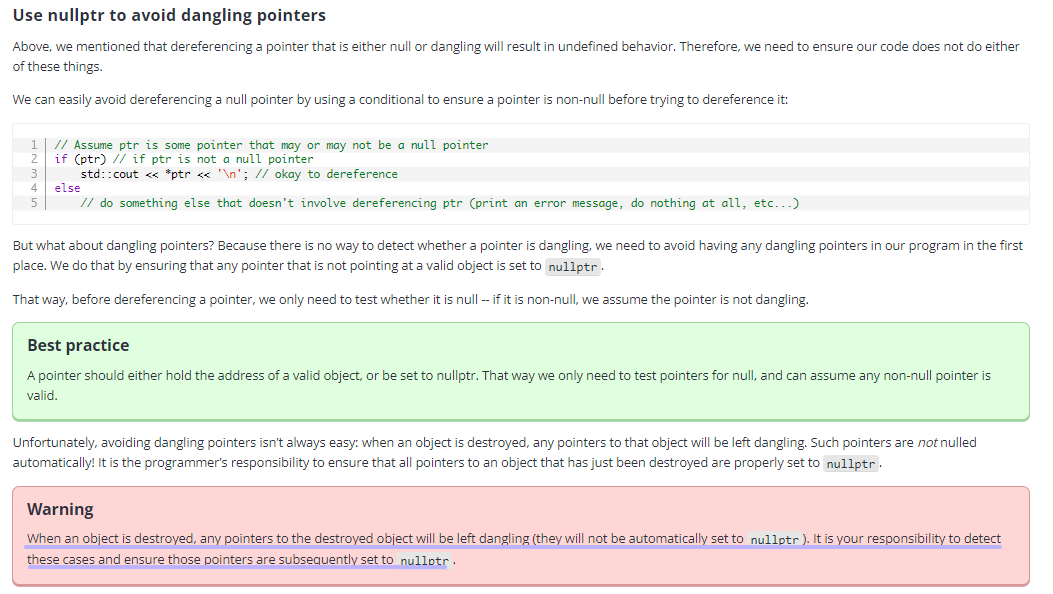 Use nullptr to avoid dangling pointers
Above, we mentioned that dereferencing a pointer that is either null or dangling will result in undefined behavior. Therefore, we need to ensure our code does not do either
of these things.
We can easily avoid dereferencing a null pointer by using a conditional to ensure a pointer is non-null before trying to dereference it:
1 // Assume ptr is some pointer that may or may not be a null pointer
2 if (ptr) // if ptr is not a null pointer
3     std::cout << *ptr << '\n'; // okay to dereference
4 else
5     // do something else that doesn't involve dereferencing ptr (print an error message, do nothing at all, etc...)
But what about dangling pointers? Because there is no way to detect whether a pointer is dangling, we need to avoid having any dangling pointers in our program in the first
place. We do that by ensuring that any pointer that is not pointing at a valid object is set to nullptr.
That way, before dereferencing a pointer, we only need to test whether it is null -- if it is non-null, we assume the pointer is not dangling.
Best practice
A pointer should either hold the address of a valid object, or be set to nullptr. That way we only need to test pointers for null, and can assume any non-null pointer is
valid.
Unfortunately, avoiding dangling pointers isn't always easy: when an object is destroyed, any pointers to that object will be left dangling. Such pointers are not nulled
automatically! It is the programmer's responsibility to ensure that all pointers to an object that has just been destroyed are properly set to nullptr.
Warning
When an object is destroyed, any pointers to the destroyed object will be left dangling (they will not be automatically set to nullptr). It is your responsibility to detect
these cases and ensure those pointers are subsequently set to nullptr.